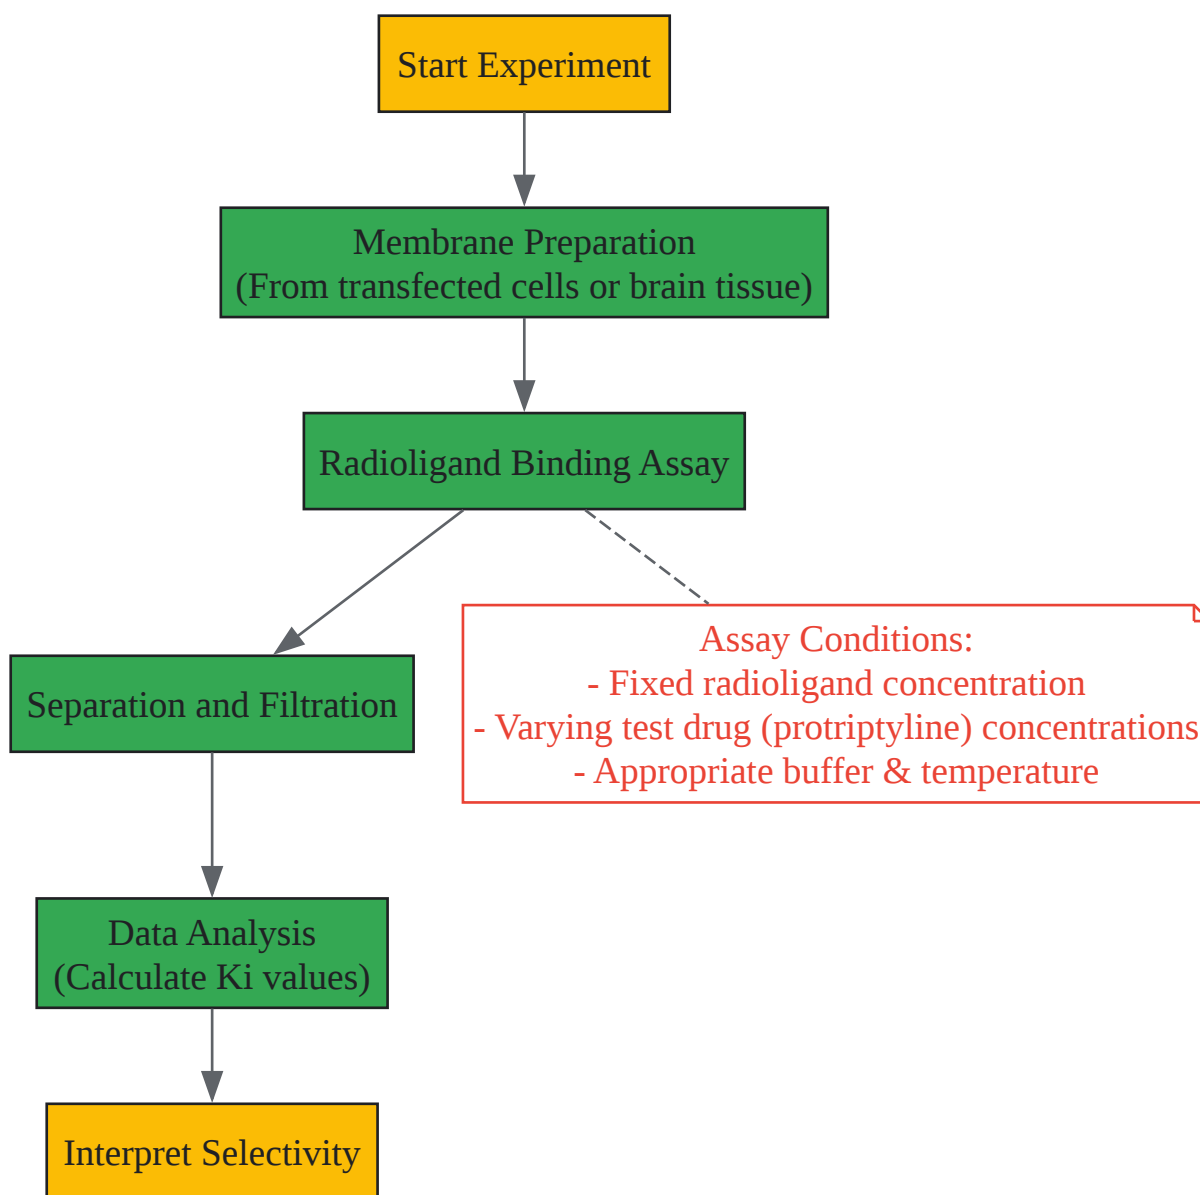 Start Experiment
Membrane Preparation
(From transfected cells or brain tissue)
Radioligand Binding Assay
Separation and Filtration
Assay Conditions:
- Fixed radioligand concentration
- Varying test drug (protriptyline) concentrations
- Appropriate buffer & temperature
Data Analysis
(Calculate Ki values)
Interpret Selectivity